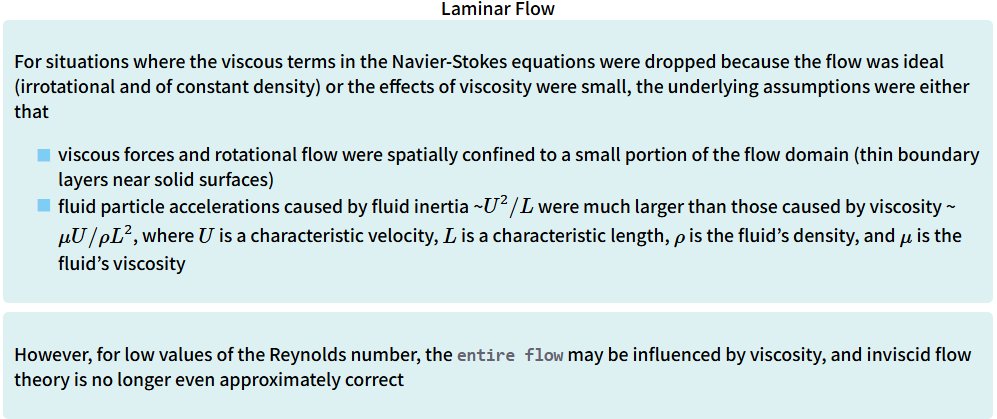 Laminar Flow
For situations where the viscous terms in the Navier-Stokes equations were dropped because the flow was ideal
(irrotational and of constant density) or the effects of viscosity were small, the underlying assumptions were either
that
viscous forces and rotational flow were spatially confined to a small portion of the flow domain (thin boundary
layers near solid surfaces)
fluid particle accelerations caused by fluid inertia ~U²/L were much larger than those caused by viscosity ~
μU/ρL², where U is a characteristic velocity, L is a characteristic length, ρ is the fluid’s density, and μ is the
fluid’s viscosity
However, for low values of the Reynolds number, the entire flow may be influenced by viscosity, and inviscid flow
theory is no longer even approximately correct